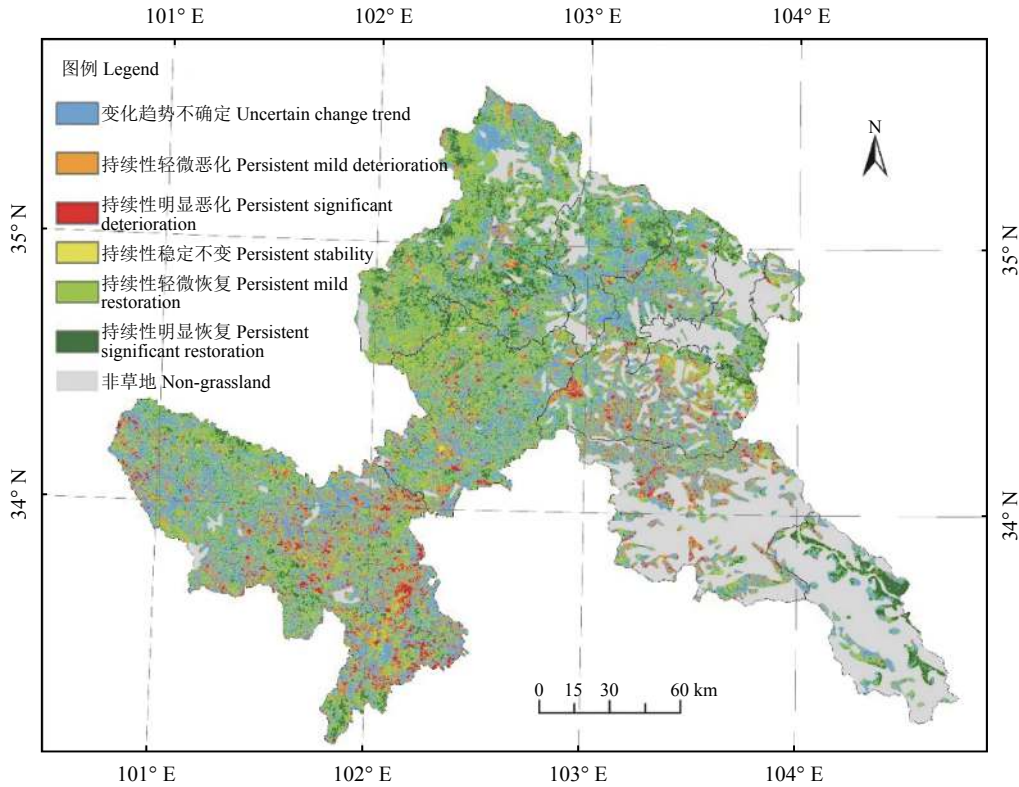 101° E 102° E 103° E 104° E
图例 Legend
变化趋势不确定 Uncertain change trend
持续性轻微恶化 Persistent mild deterioration
持续性明显恶化 Persistent significant
deterioration
持续性稳定不变 Persistent stability
持续性轻微恢复 Persistent mild
restoration
持续性明显恢复 Persistent
significant restoration
非草地 Non-grassland
N
35° N
35° N
34° N
34° N
0 15 30 60 km
101° E 102° E 103° E 104° E